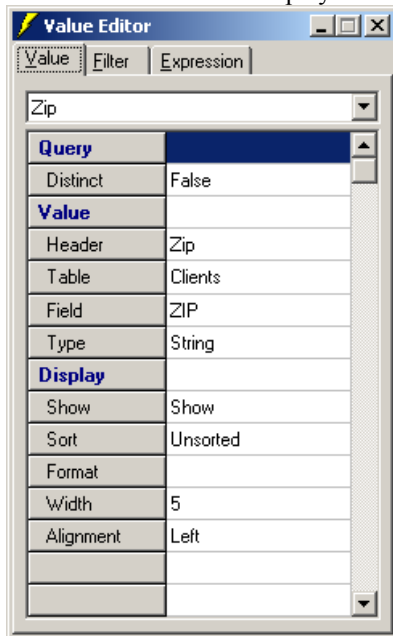 Value Editor
Value Filter Expression
Zip
Query
Distinct False
Value
Header Zip
Table Clients
Field ZIP
Type String
Display
Show Show
Sort Unsorted
Format
Width 5
Alignment Left